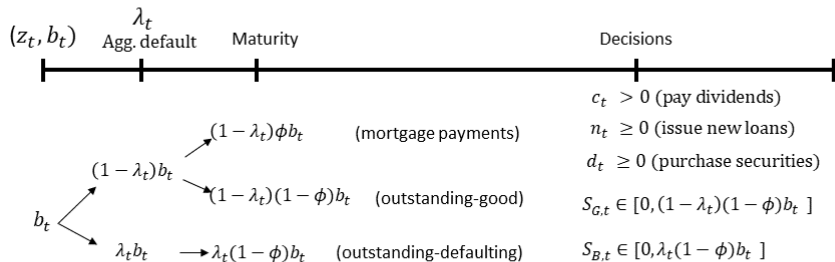 λ_t
(z_t, b_t) Agg. default Maturity Decisions
c_t > 0 (pay dividends)
(1 − λ_t)ϕb_t (mortgage payments) n_t ≥ 0 (issue new loans)
(1 − λ_t)b_t d_t ≥ 0 (purchase securities)
(1 − λ_t)(1 − ϕ)b_t (outstanding-good) S_{G,t} ∈ [0, (1 − λ_t)(1 − ϕ)b_t ]
b_t
λ_t b_t λ_t(1 − ϕ)b_t (outstanding-defaulting) S_{B,t} ∈ [0, λ_t(1 − ϕ)b_t ]